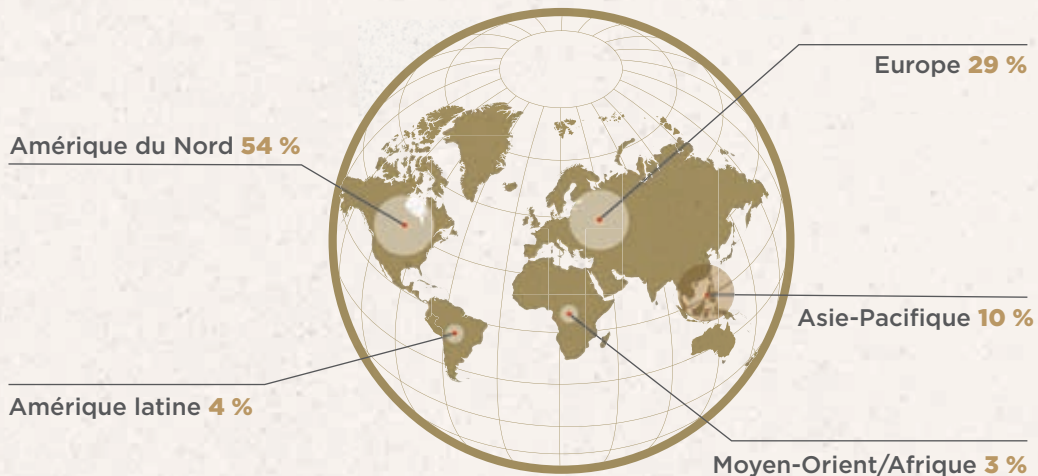 Europe 29 %
Amérique du Nord 54 %
Asie-Pacifique 10 %
Amérique latine 4 %
Moyen-Orient/Afrique 3 %